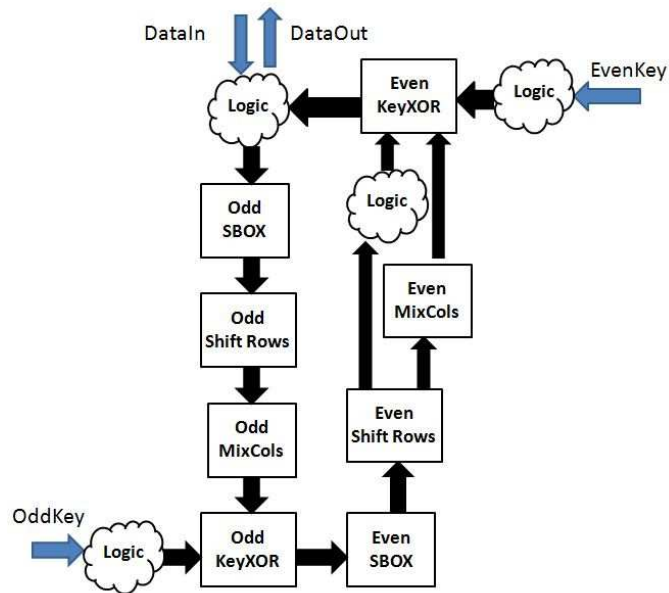 DataIn
DataOut
Logic
Even
KeyXOR
Logic
EvenKey
Odd
SBOX
Logic
Odd
Shift Rows
Even
MixCols
Odd
MixCols
Even
Shift Rows
OddKey
Logic
Odd
KeyXOR
Even
SBOX